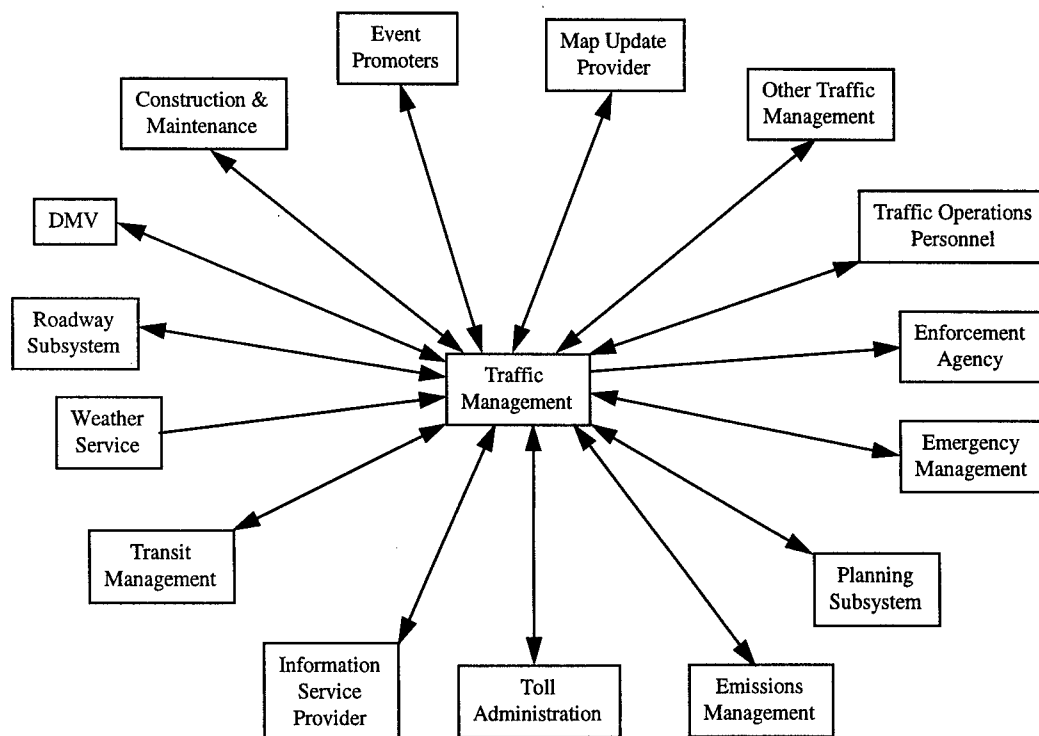 Event
Promoters
Map Update
Provider
Construction &
Maintenance
Other Traffic
Management
DMV
Traffic Operations
Personnel
Roadway
Subsystem
Enforcement
Agency
Traffic
Management
Weather
Service
Emergency
Management
Transit
Management
Planning
Subsystem
Information
Service
Provider
Toll
Administration
Emissions
Management